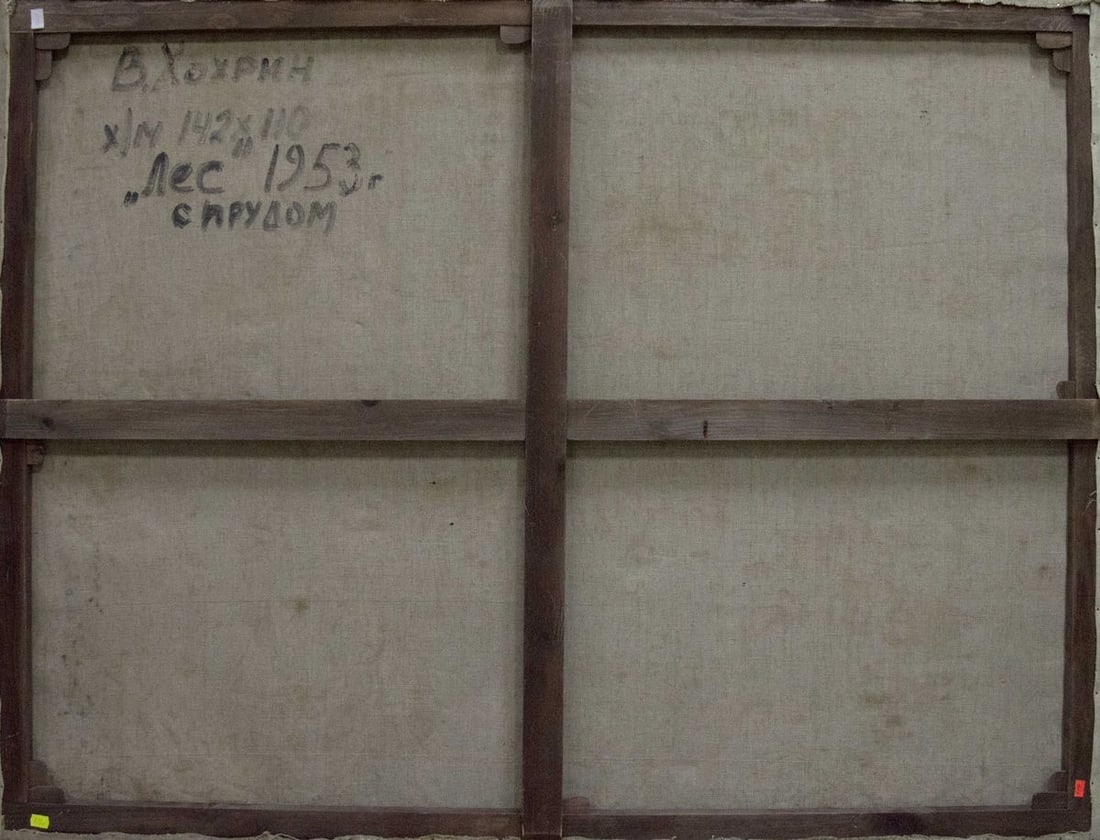 В. Хохрин
х/м 142х110
„Лес" 1953г
с прудом